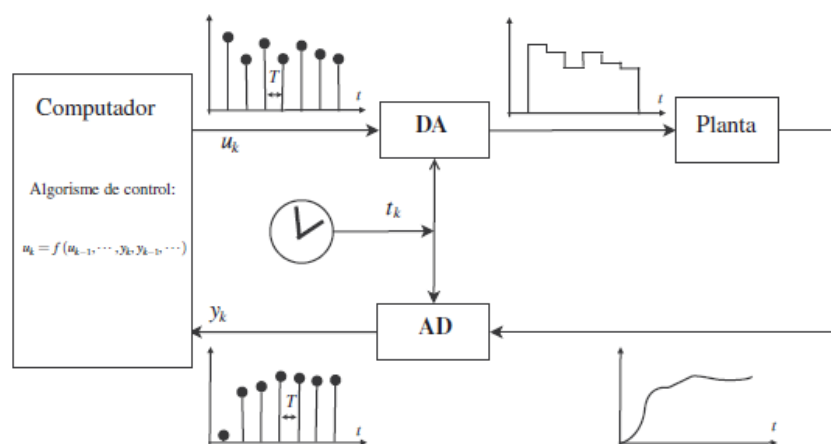 T
t
t
Computador
DA
Planta
u_k
Algorisme de control:
t_k
u_k = f(u_{k-1}, ⋯, y_k, y_{k-1}, ⋯)
y_k
AD
T
t
t